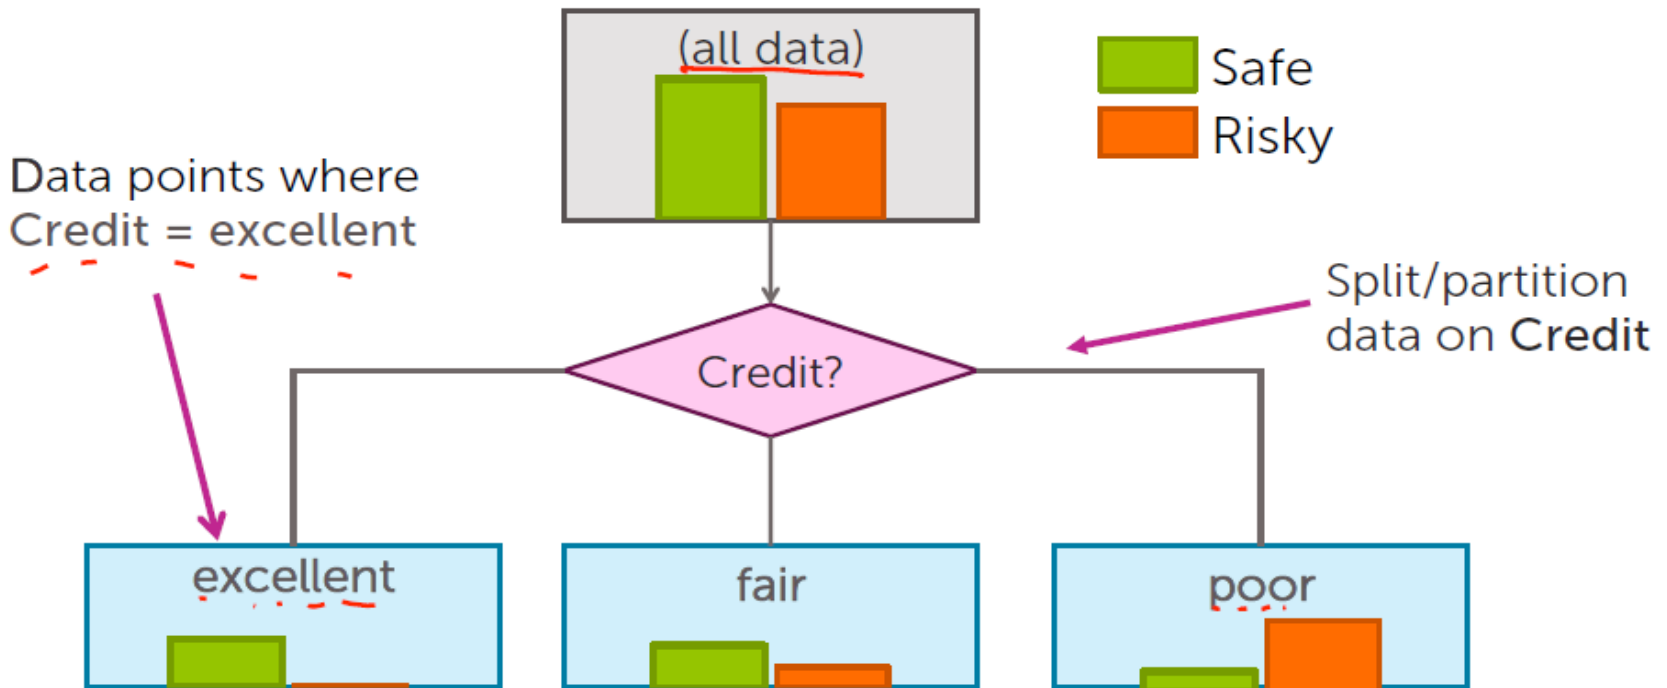 (all data)
Safe
Risky
Data points where
Credit = excellent
Split/partition
data on Credit
Credit?
excellent
fair
poor